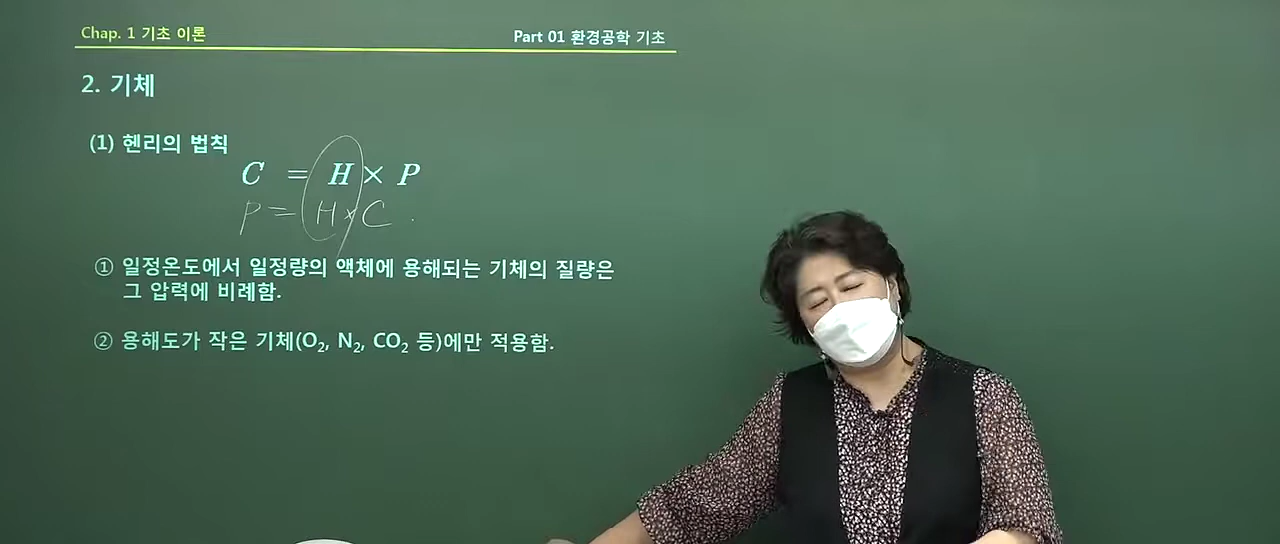 Chap. 1 기초 이론
Part 01 환경공학 기초
2. 기체
(1) 헨리의 법칙
C = H × P
P = H × C .
① 일정온도에서 일정량의 액체에 용해되는 기체의 질량은
그 압력에 비례함.
② 용해도가 작은 기체(O₂, N₂, CO₂ 등)에만 적용함.